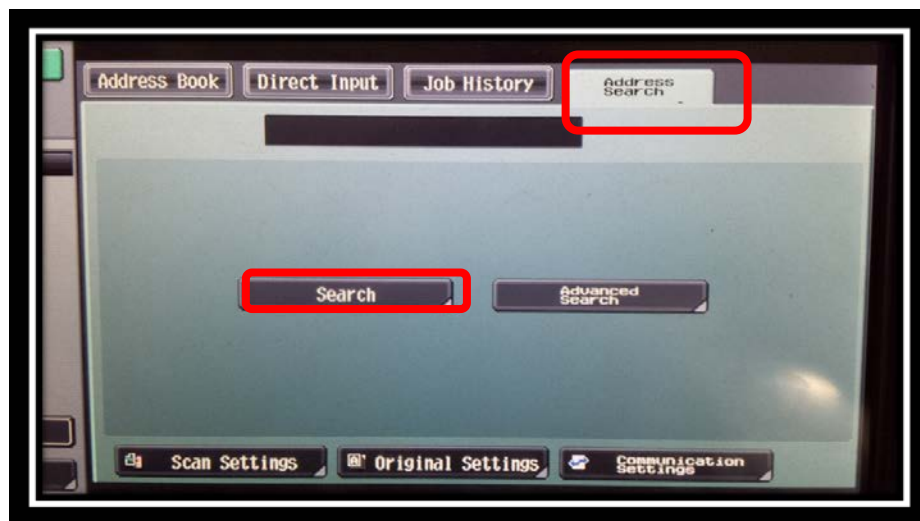 Address Book
Direct Input
Job History
Address
Search
Search
Advanced
Search
Scan Settings
Original Settings
Communication
Settings